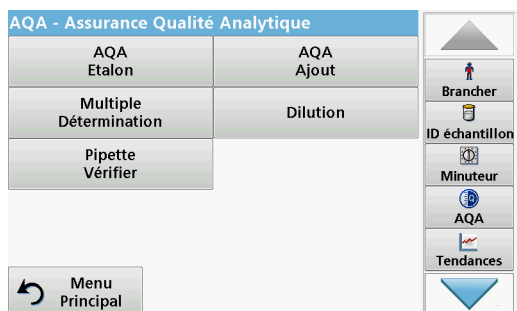 AQA - Assurance Qualité Analytique
AQA
Etalon
AQA
Ajout
Multiple
Détermination
Dilution
Pipette
Vérifier
Menu
Principal
Brancher
ID échantillon
Minuteur
AQA
Tendances